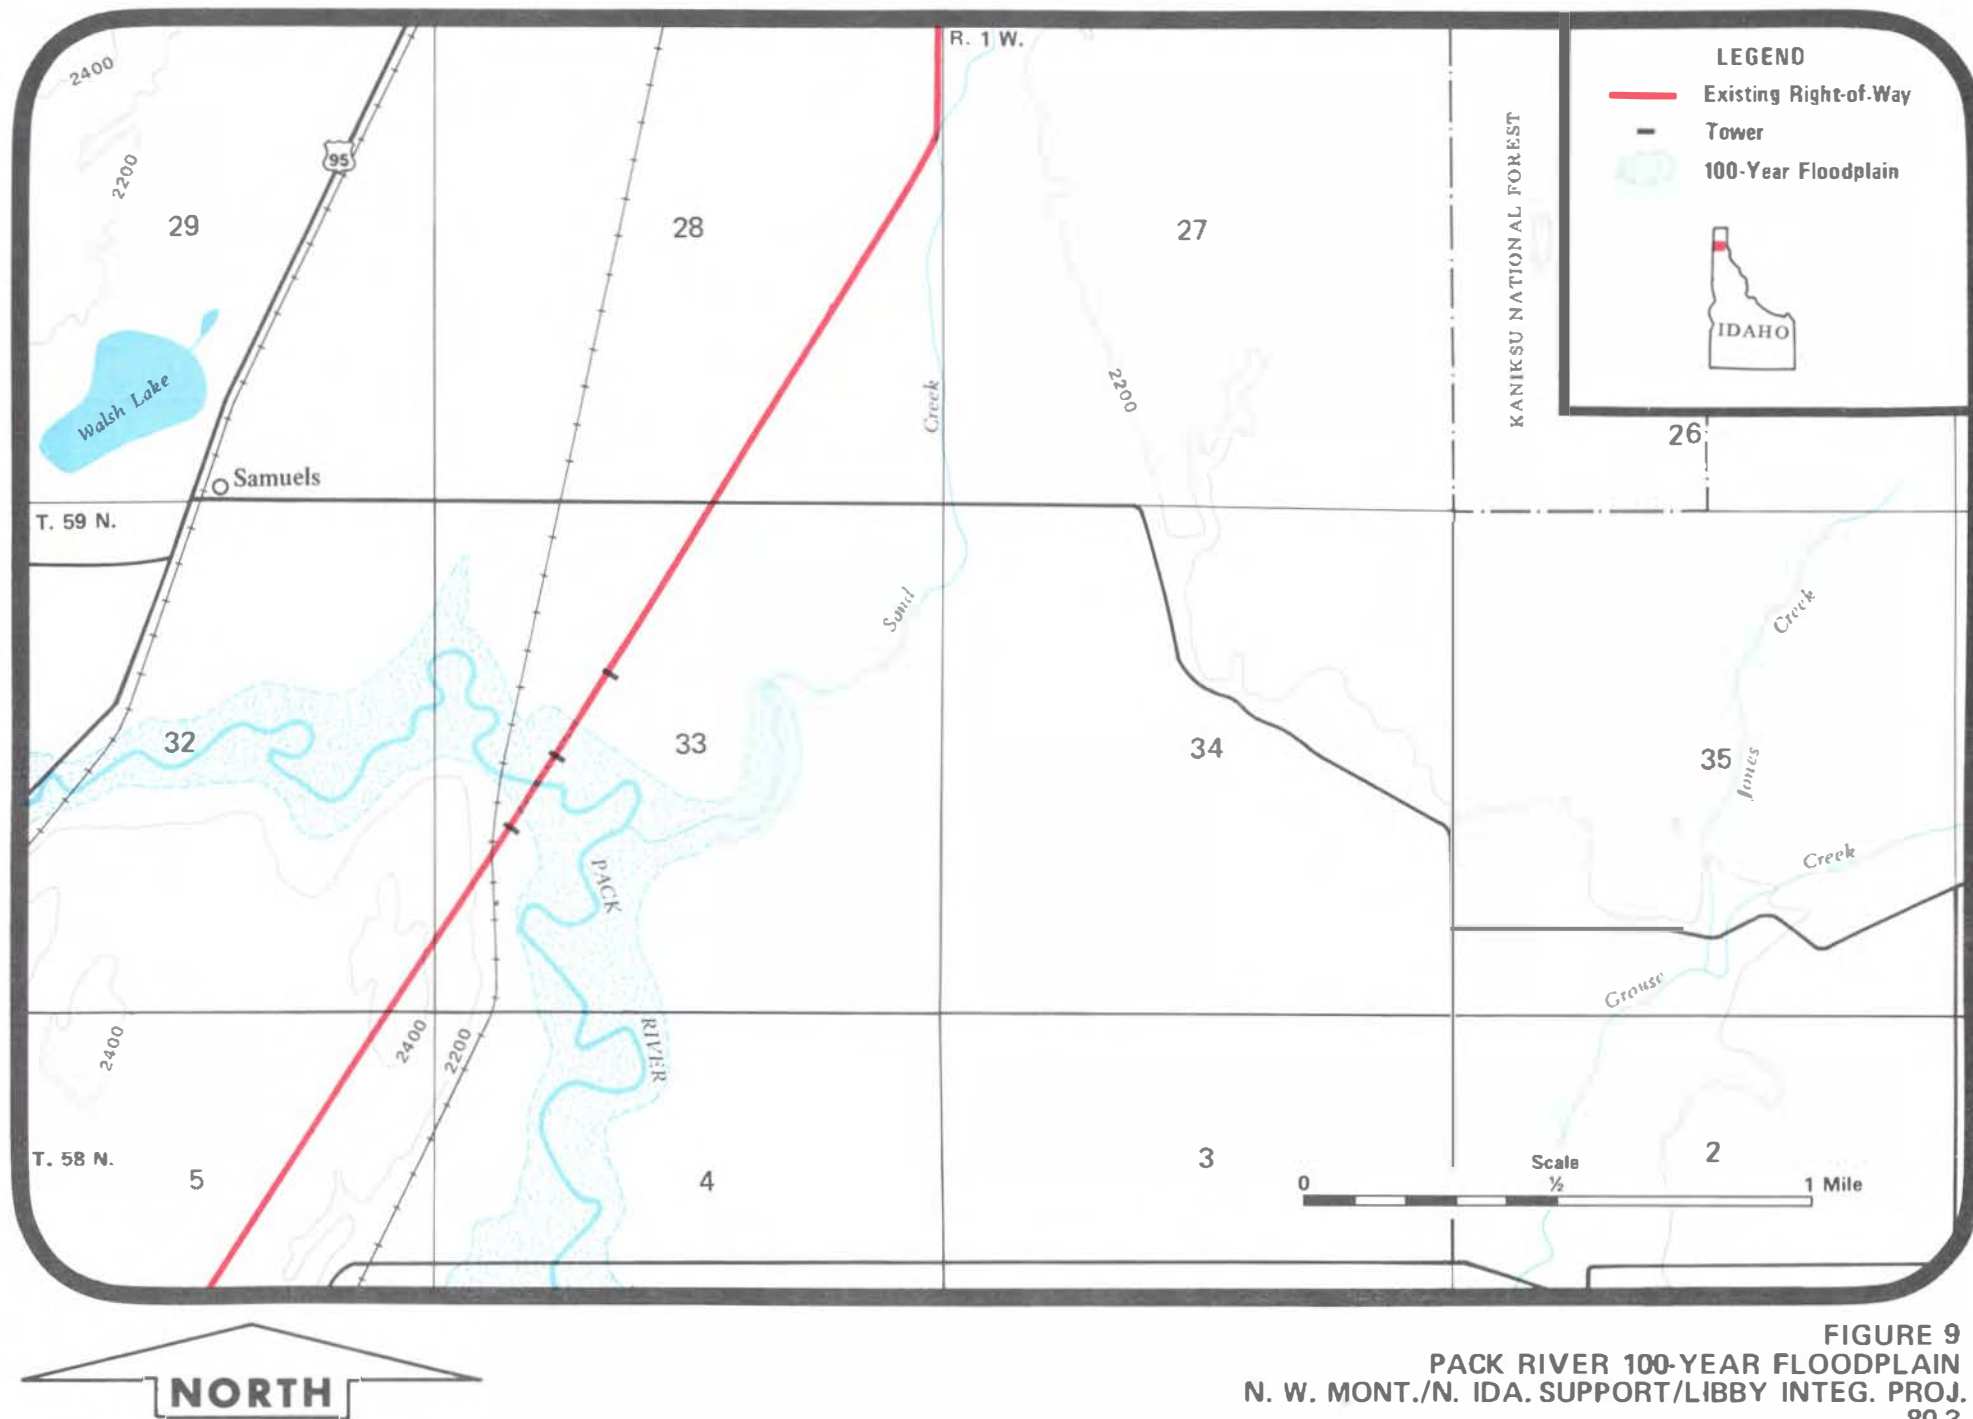 R. 1 W.
LEGEND
Existing Right-of-Way
Tower
100-Year Floodplain
IDAHO
2400
2200
95
29
28
27
KANIKSU NATIONAL FOREST
26
Walsh Lake
Creek
2200
Samuels
T. 59 N.
Sand
Creek
32
33
34
35
Jones
PACK
Creek
Grouse
2400
2400
2200
RIVER
T. 58 N.
5
4
3
2
Scale
0 ½ 1 Mile
NORTH
FIGURE 9
PACK RIVER 100-YEAR FLOODPLAIN
N. W. MONT./N. IDA. SUPPORT/LIBBY INTEG. PROJ.